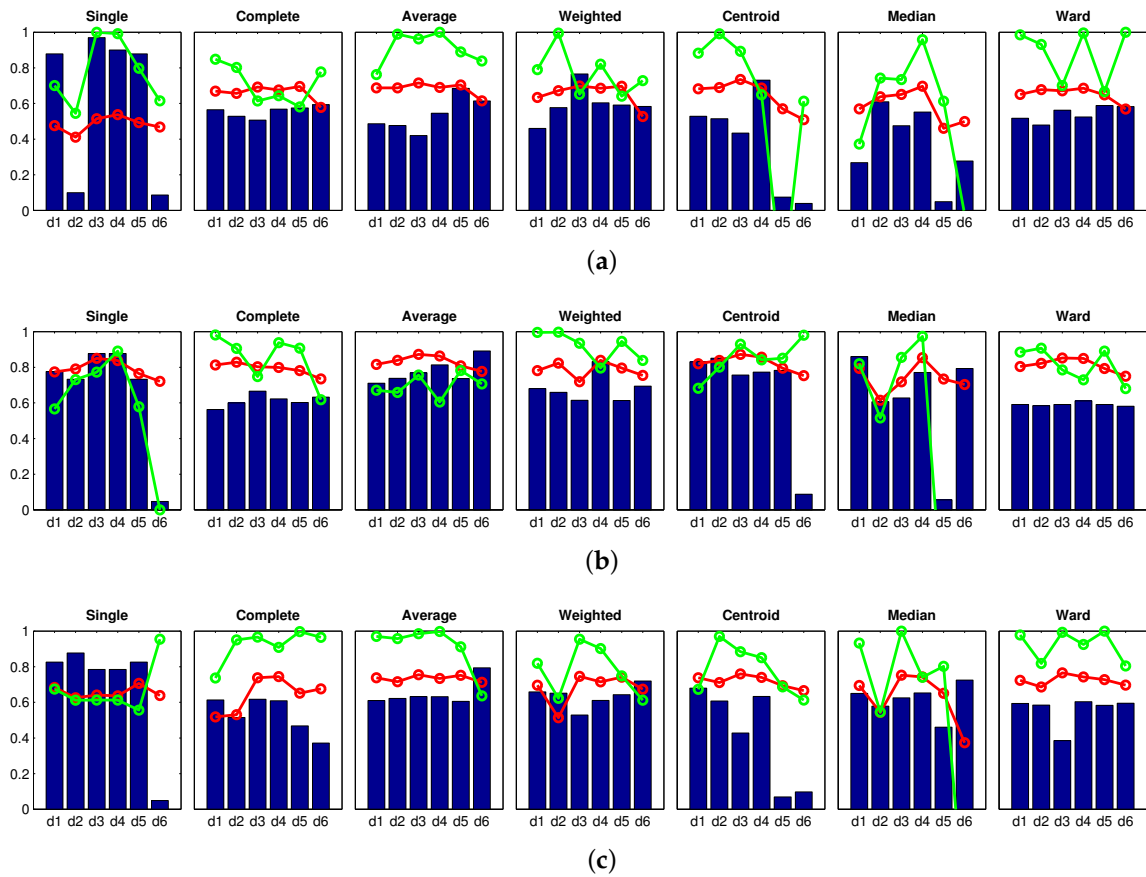 Single Complete Average Weighted Centroid Median Ward
1
0.8
0.6
0.4
0.2
0
d1 d2 d3 d4 d5 d6 d1 d2 d3 d4 d5 d6 d1 d2 d3 d4 d5 d6 d1 d2 d3 d4 d5 d6 d1 d2 d3 d4 d5 d6 d1 d2 d3 d4 d5 d6 d1 d2 d3 d4 d5 d6
(a)
Single Complete Average Weighted Centroid Median Ward
1
0.8
0.6
0.4
0.2
0
d1 d2 d3 d4 d5 d6 d1 d2 d3 d4 d5 d6 d1 d2 d3 d4 d5 d6 d1 d2 d3 d4 d5 d6 d1 d2 d3 d4 d5 d6 d1 d2 d3 d4 d5 d6 d1 d2 d3 d4 d5 d6
(b)
Single Complete Average Weighted Centroid Median Ward
1
0.8
0.6
0.4
0.2
0
d1 d2 d3 d4 d5 d6 d1 d2 d3 d4 d5 d6 d1 d2 d3 d4 d5 d6 d1 d2 d3 d4 d5 d6 d1 d2 d3 d4 d5 d6 d1 d2 d3 d4 d5 d6 d1 d2 d3 d4 d5 d6
(c)